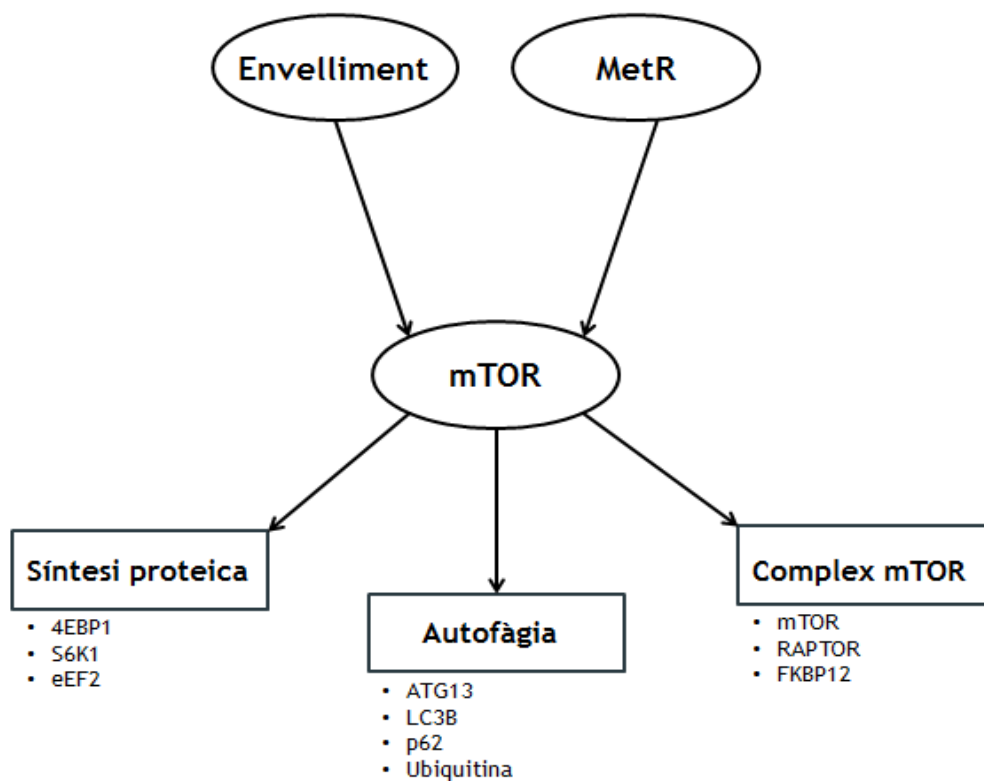 Envelliment
MetR
mTOR
Síntesi proteica
• 4EBP1
• S6K1
• eEF2
Autofàgia
• ATG13
• LC3B
• p62
• Ubiquitina
Complex mTOR
• mTOR
• RAPTOR
• FKBP12